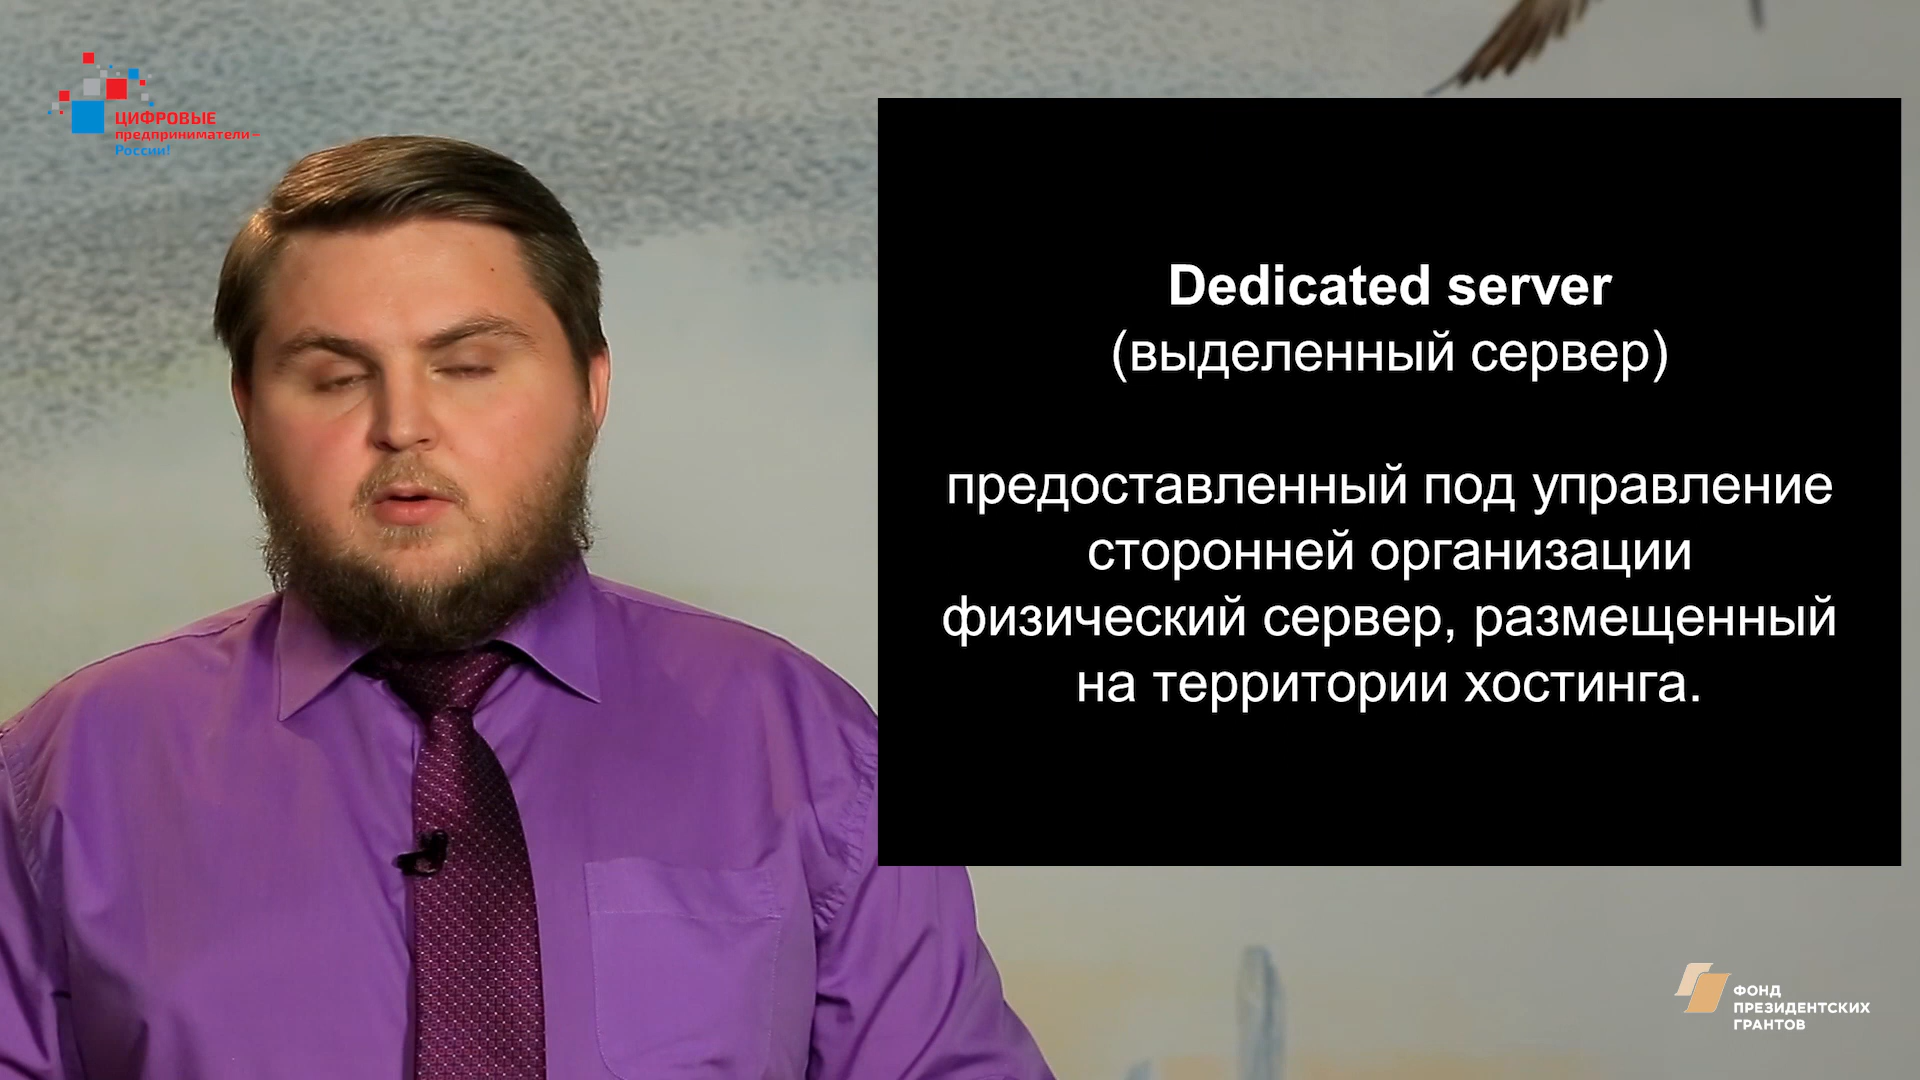 ЦИФРОВЫЕ
предприниматели –
России!
Dedicated server
(выделенный сервер)
предоставленный под управление
сторонней организации
физический сервер, размещенный
на территории хостинга.
ФОНД
ПРЕЗИДЕНТСКИХ
ГРАНТОВ